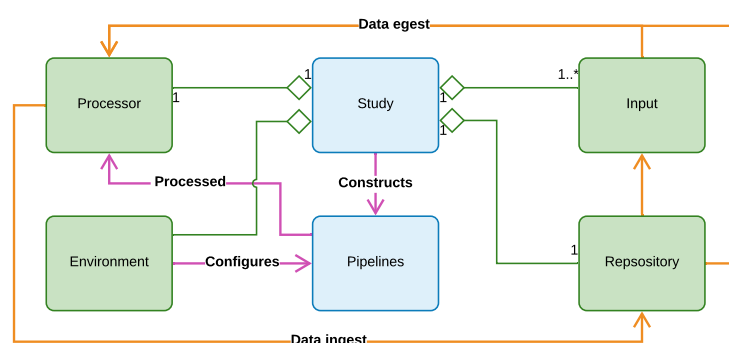 Data egest
1
1..*
Processor
1
Study
1
Input
1
Processed
Constructs
1
Environment
Configures
Pipelines
Repsository
Data ingest